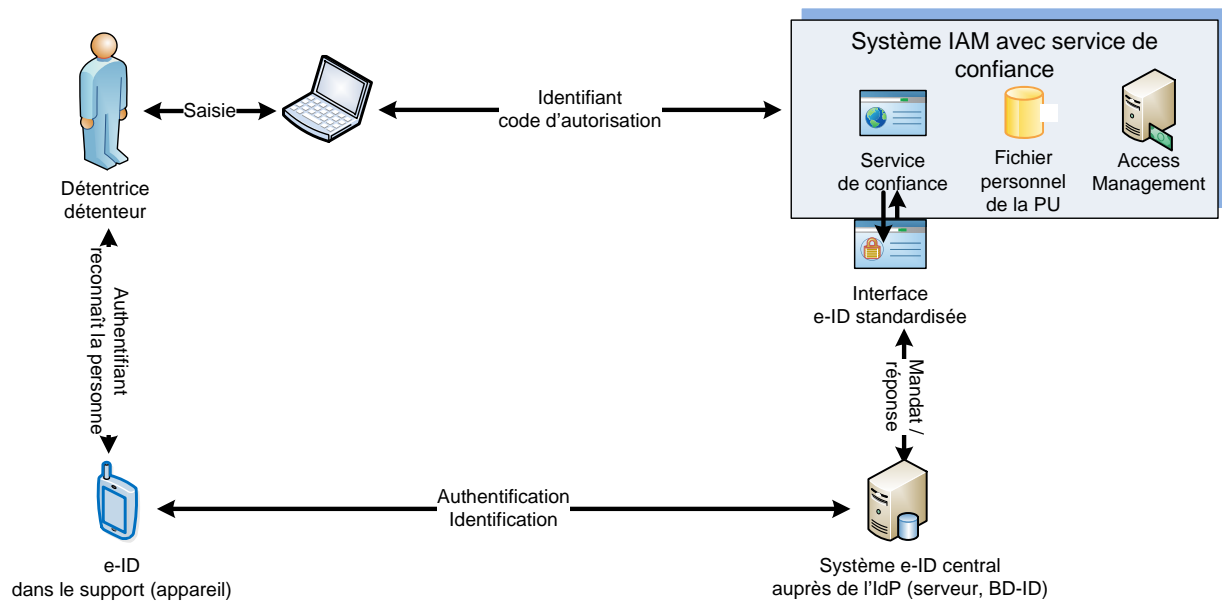 Système IAM avec service de
confiance
Saisie
Identifiant
code d'autorisation
Service
de confiance
Fichier
personnel
de la PU
Access
Management
Détentrice
détenteur
Authentifiant
reconnaît la personne
Interface
e-ID standardisée
Mandat /
réponse
Authentification
Identification
e-ID
dans le support (appareil)
Système e-ID central
auprès de l'IdP (serveur, BD-ID)